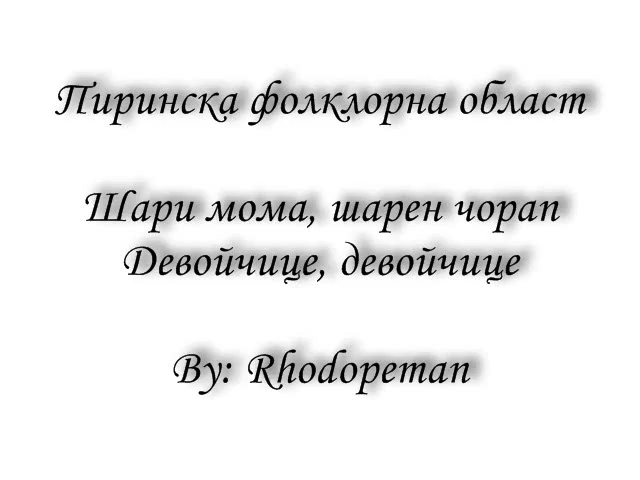 Пиринска фолклорна област
Шари мома, шарен чорап
Девойчице, девойчице
By: Rhodopeman